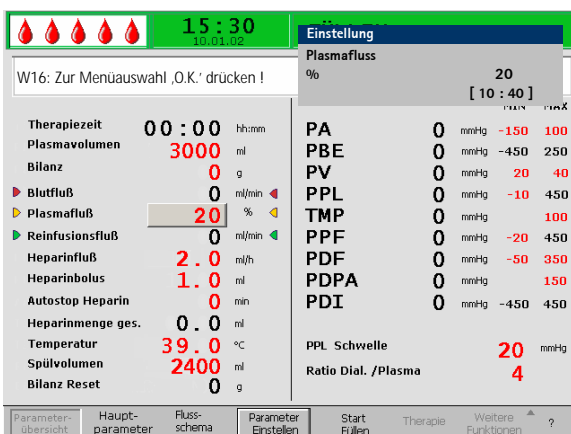 15:30
10.01.02
Einstellung
Plasmafluss
% 20
[ 10 : 40 ]
W16: Zur Menüauswahl ‚O.K.' drücken !
MIN MAX
Therapiezeit 00:00 hh:mm
Plasmavolumen 3000 ml
Bilanz 0 g
Blutfluß 0 ml/min
Plasmafluß 20 %
Reinfusionsfluß 0 ml/min
Heparinfluß 2.0 ml/h
Heparinbolus 1.0 ml
Autostop Heparin 0 min
Heparinmenge ges. 0.0 ml
Temperatur 39.0 °C
Spülvolumen 2400 ml
Bilanz Reset 0 g
PA 0 mmHg -150 100
PBE 0 mmHg -450 250
PV 0 mmHg 20 40
PPL 0 mmHg -10 450
TMP 0 mmHg 100
PPF 0 mmHg -20 450
PDF 0 mmHg -50 350
PDPA 0 mmHg 150
PDI 0 mmHg -450 450
PPL Schwelle 20 mmHg
Ratio Dial. /Plasma 4
Parameter-
übersicht
Haupt-
parameter
Fluss-
schema
Parameter
Einstellen
Start
Füllen
Therapie
Weitere
Funktionen
?